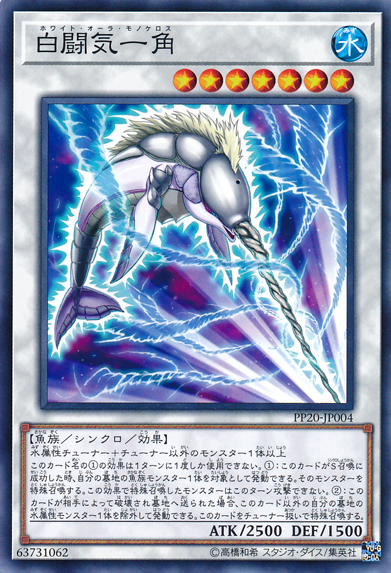 ホワイト・オーラ・モノケロス
白闘気一角
水
PP20-JP004
【魚族/シンクロ/効果】
水属性チューナー+チューナー以外のモンスター1体以上
このカード名の①の効果は1ターンに1度しか使用できない。①:このカードがS召喚
に成功した時、自分の墓地の魚族モンスター1体を対象として発動できる。そのモンスターを
特殊召喚する。この効果で特殊召喚したモンスターはこのターン攻撃できない。②:この
カードが相手によって破壊され墓地へ送られた場合、このカード以外の自分の墓地の
水属性モンスター1体を除外して発動できる。このカードをチューナー扱いで特殊召喚する。
ATK/2500 DEF/1500
63731062
©高橋和希 スタジオ・ダイス/集英社